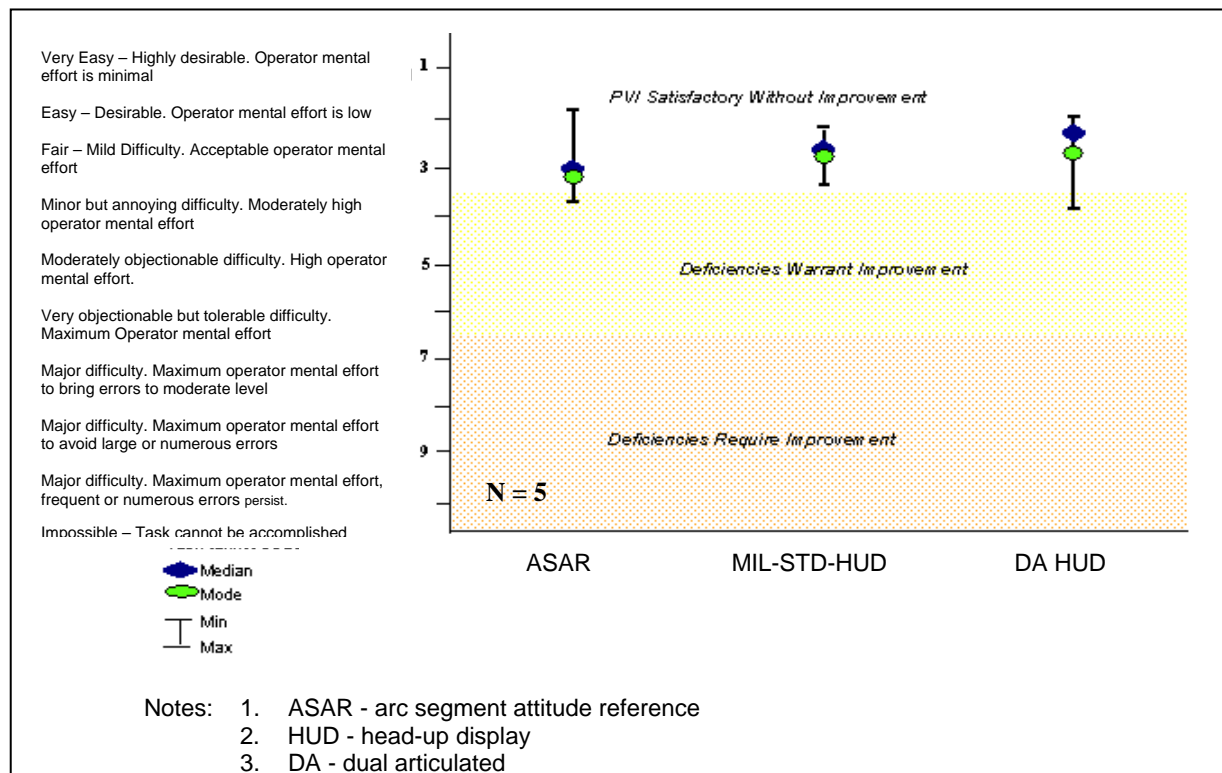 Very Easy – Highly desirable. Operator mental
effort is minimal
Easy – Desirable. Operator mental effort is low
Fair – Mild Difficulty. Acceptable operator mental
effort
Minor but annoying difficulty. Moderately high
operator mental effort
Moderately objectionable difficulty. High operator
mental effort.
Very objectionable but tolerable difficulty.
Maximum Operator mental effort
Major difficulty. Maximum operator mental effort
to bring errors to moderate level
Major difficulty. Maximum operator mental effort
to avoid large or numerous errors
Major difficulty. Maximum operator mental effort,
frequent or numerous errors persist.
Impossible – Task cannot be accomplished
1
3
5
7
9
PVI Satisfactory Without Improvement
Deficiencies Warrant Improvement
Deficiencies Require Improvement
N = 5
ASAR
MIL-STD-HUD
DA HUD
Median
Mode
Min
Max
Notes: 1. ASAR - arc segment attitude reference
2. HUD - head-up display
3. DA - dual articulated